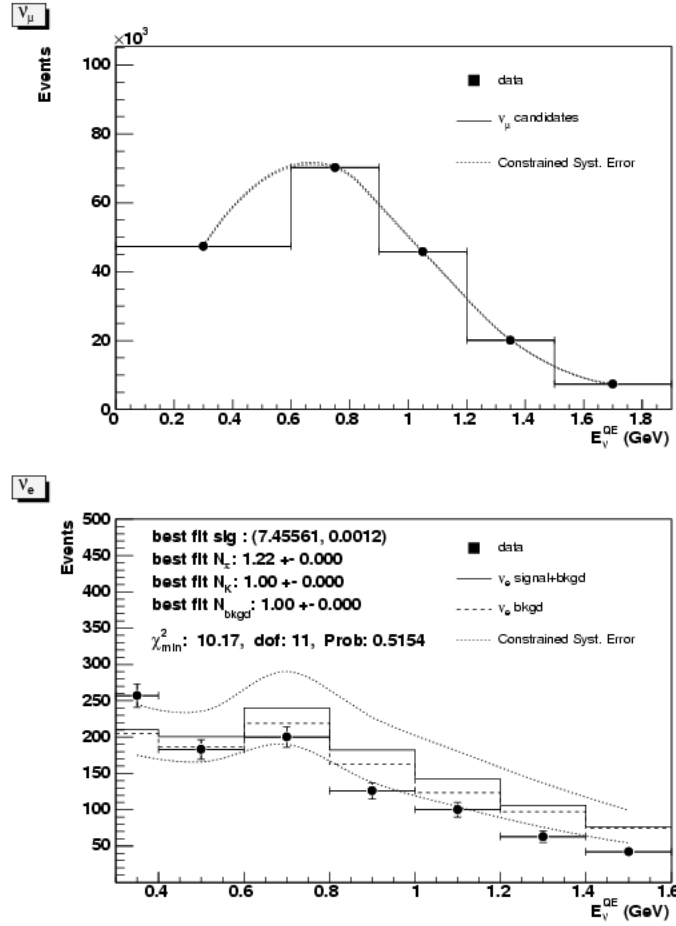 ν_μ
×10³
Events
100
80
60
40
20
0
data
ν_μ candidates
Constrained Syst. Error
0 0.2 0.4 0.6 0.8 1 1.2 1.4 1.6 1.8
E_ν^QE (GeV)
ν_e
Events
500
450
400
350
300
250
200
150
100
50
best fit sig : (7.45561, 0.0012)
best fit N_π: 1.22 +- 0.000
best fit N_K: 1.00 +- 0.000
best fit N_bkgd: 1.00 +- 0.000
χ²_min: 10.17, dof: 11, Prob: 0.5154
data
ν_e signal+bkgd
ν_e bkgd
Constrained Syst. Error
0.4 0.6 0.8 1 1.2 1.4 1.6
E_ν^QE (GeV)